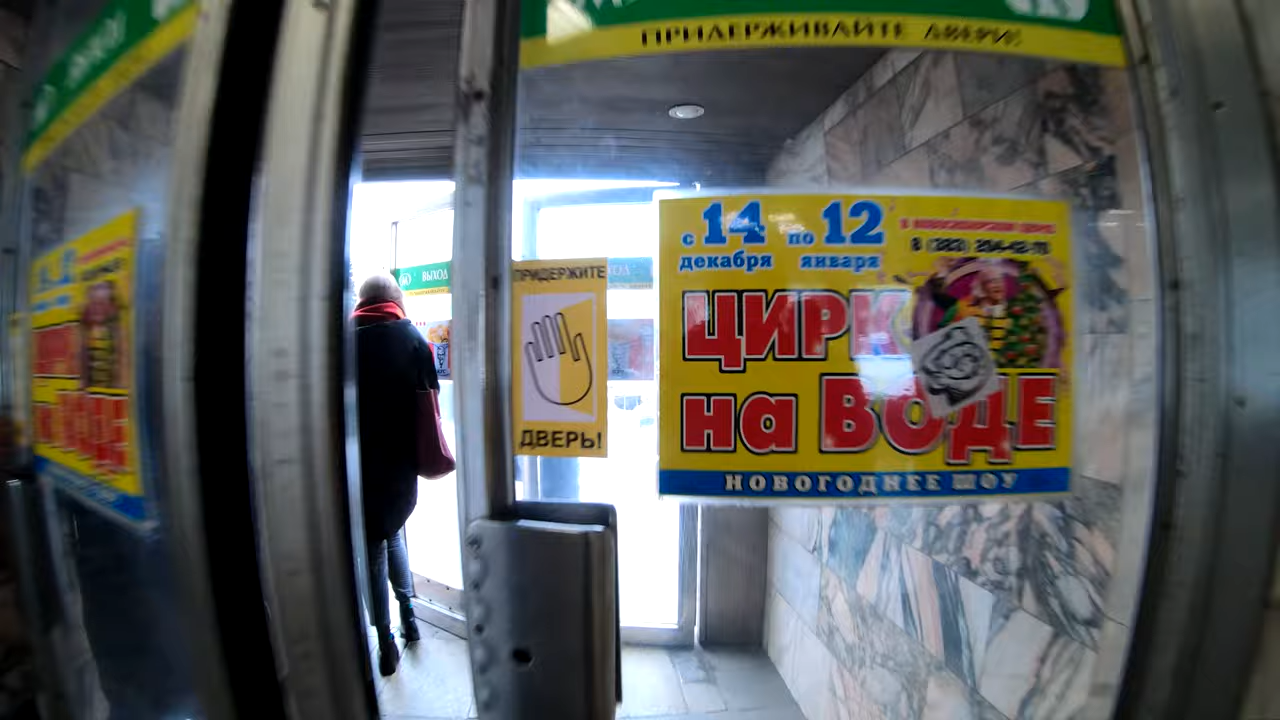 ПРИДЕРЖИВАЙТЕ ДВЕРИ!
ВЫХОД
ПРИДЕРЖИТЕ
ДВЕРЬ!
с 14 по 12
декабря января
ЦИРК
на ВОДЕ
НОВОГОДНЕЕ ШОУ